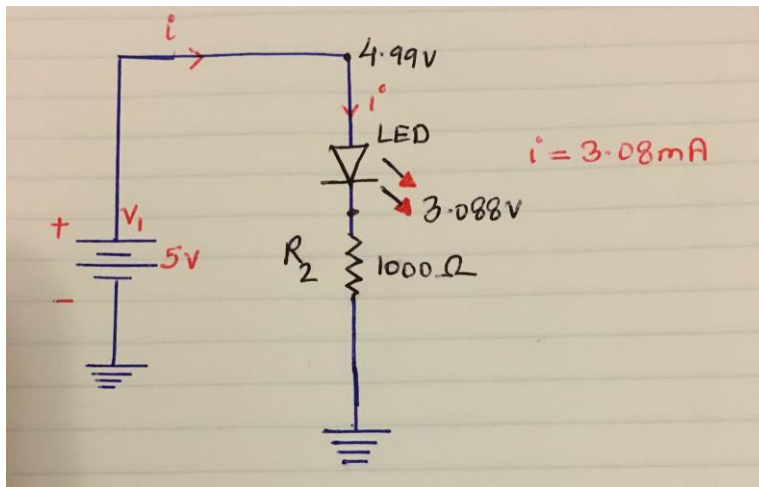 i
4.99V
i
LED
i = 3.08mA
3.088V
+
V1
5V
R2
1000Ω
−